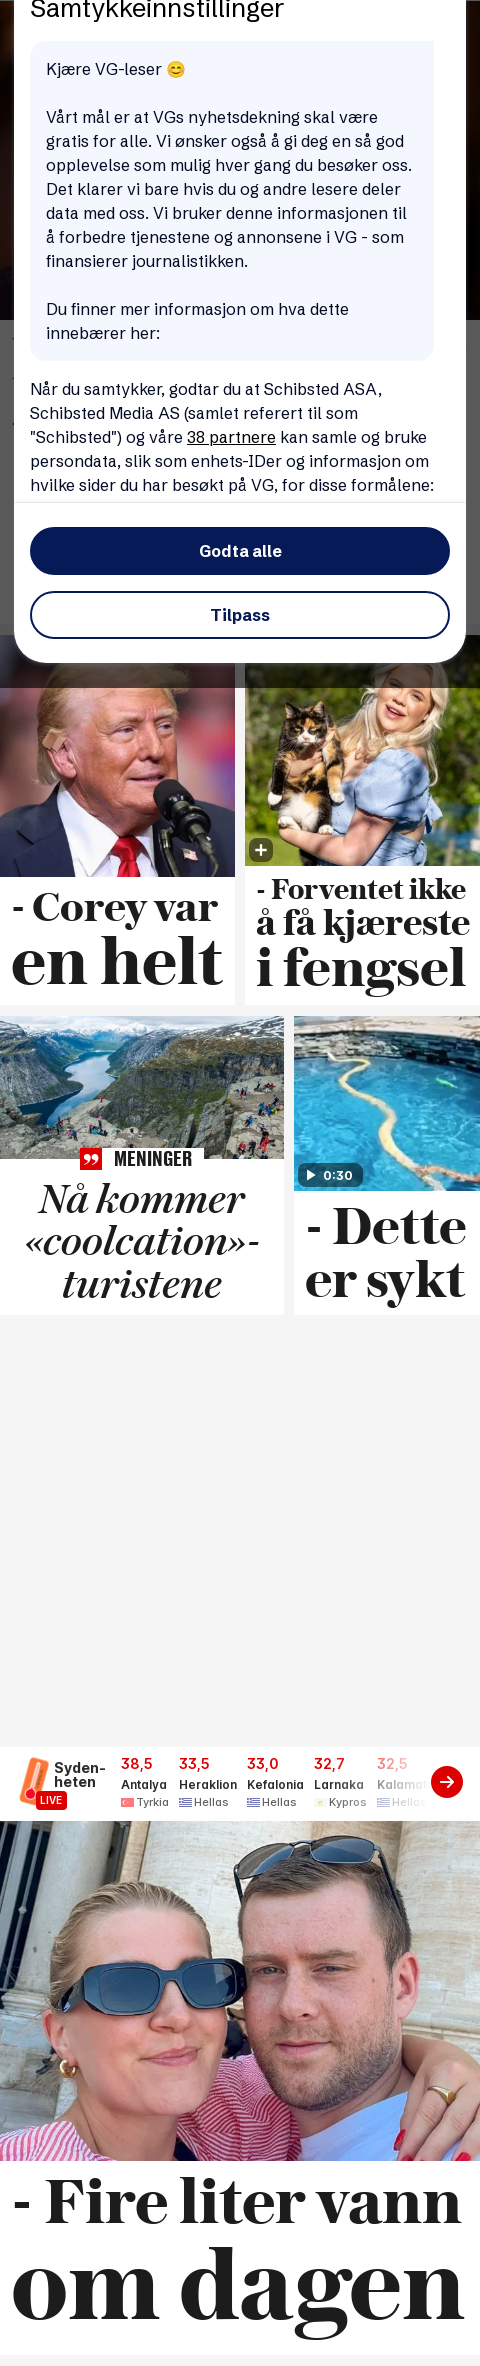 Samtykkeinnstillinger
Kjære VG-leser 😊
Vårt mål er at VGs nyhetsdekning skal være
gratis for alle. Vi ønsker også å gi deg en så god
opplevelse som mulig hver gang du besøker oss.
Det klarer vi bare hvis du og andre lesere deler
data med oss. Vi bruker denne informasjonen til
å forbedre tjenestene og annonsene i VG - som
finansierer journalistikken.
Du finner mer informasjon om hva dette
innebærer her:
Når du samtykker, godtar du at Schibsted ASA,
Schibsted Media AS (samlet referert til som
"Schibsted") og våre 38 partnere kan samle og bruke
persondata, slik som enhets-IDer og informasjon om
hvilke sider du har besøkt på VG, for disse formålene:
Godta alle
Tilpass
- Corey var
en helt
- Forventet ikke
å få kjæreste
i fengsel
MENINGER
Nå kommer
«coolcation»-
turistene
0:30
- Dette
er sykt
Syden-
heten
LIVE
38,5
Antalya
Tyrkia
33,5
Heraklion
Hellas
33,0
Kefalonia
Hellas
32,7
Larnaka
Kypros
32,5
Kalamat
Hellas
- Fire liter vann
om dagen